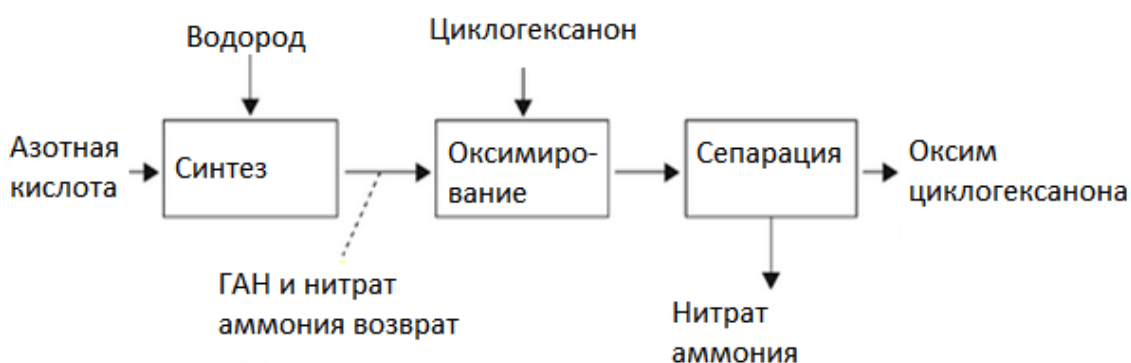 Водород
Циклогексанон
Азотная
кислота
Синтез
Оксимиро-
вание
Сепарация
Оксим
циклогексанона
ГАН и нитрат
аммония возврат
Нитрат
аммония